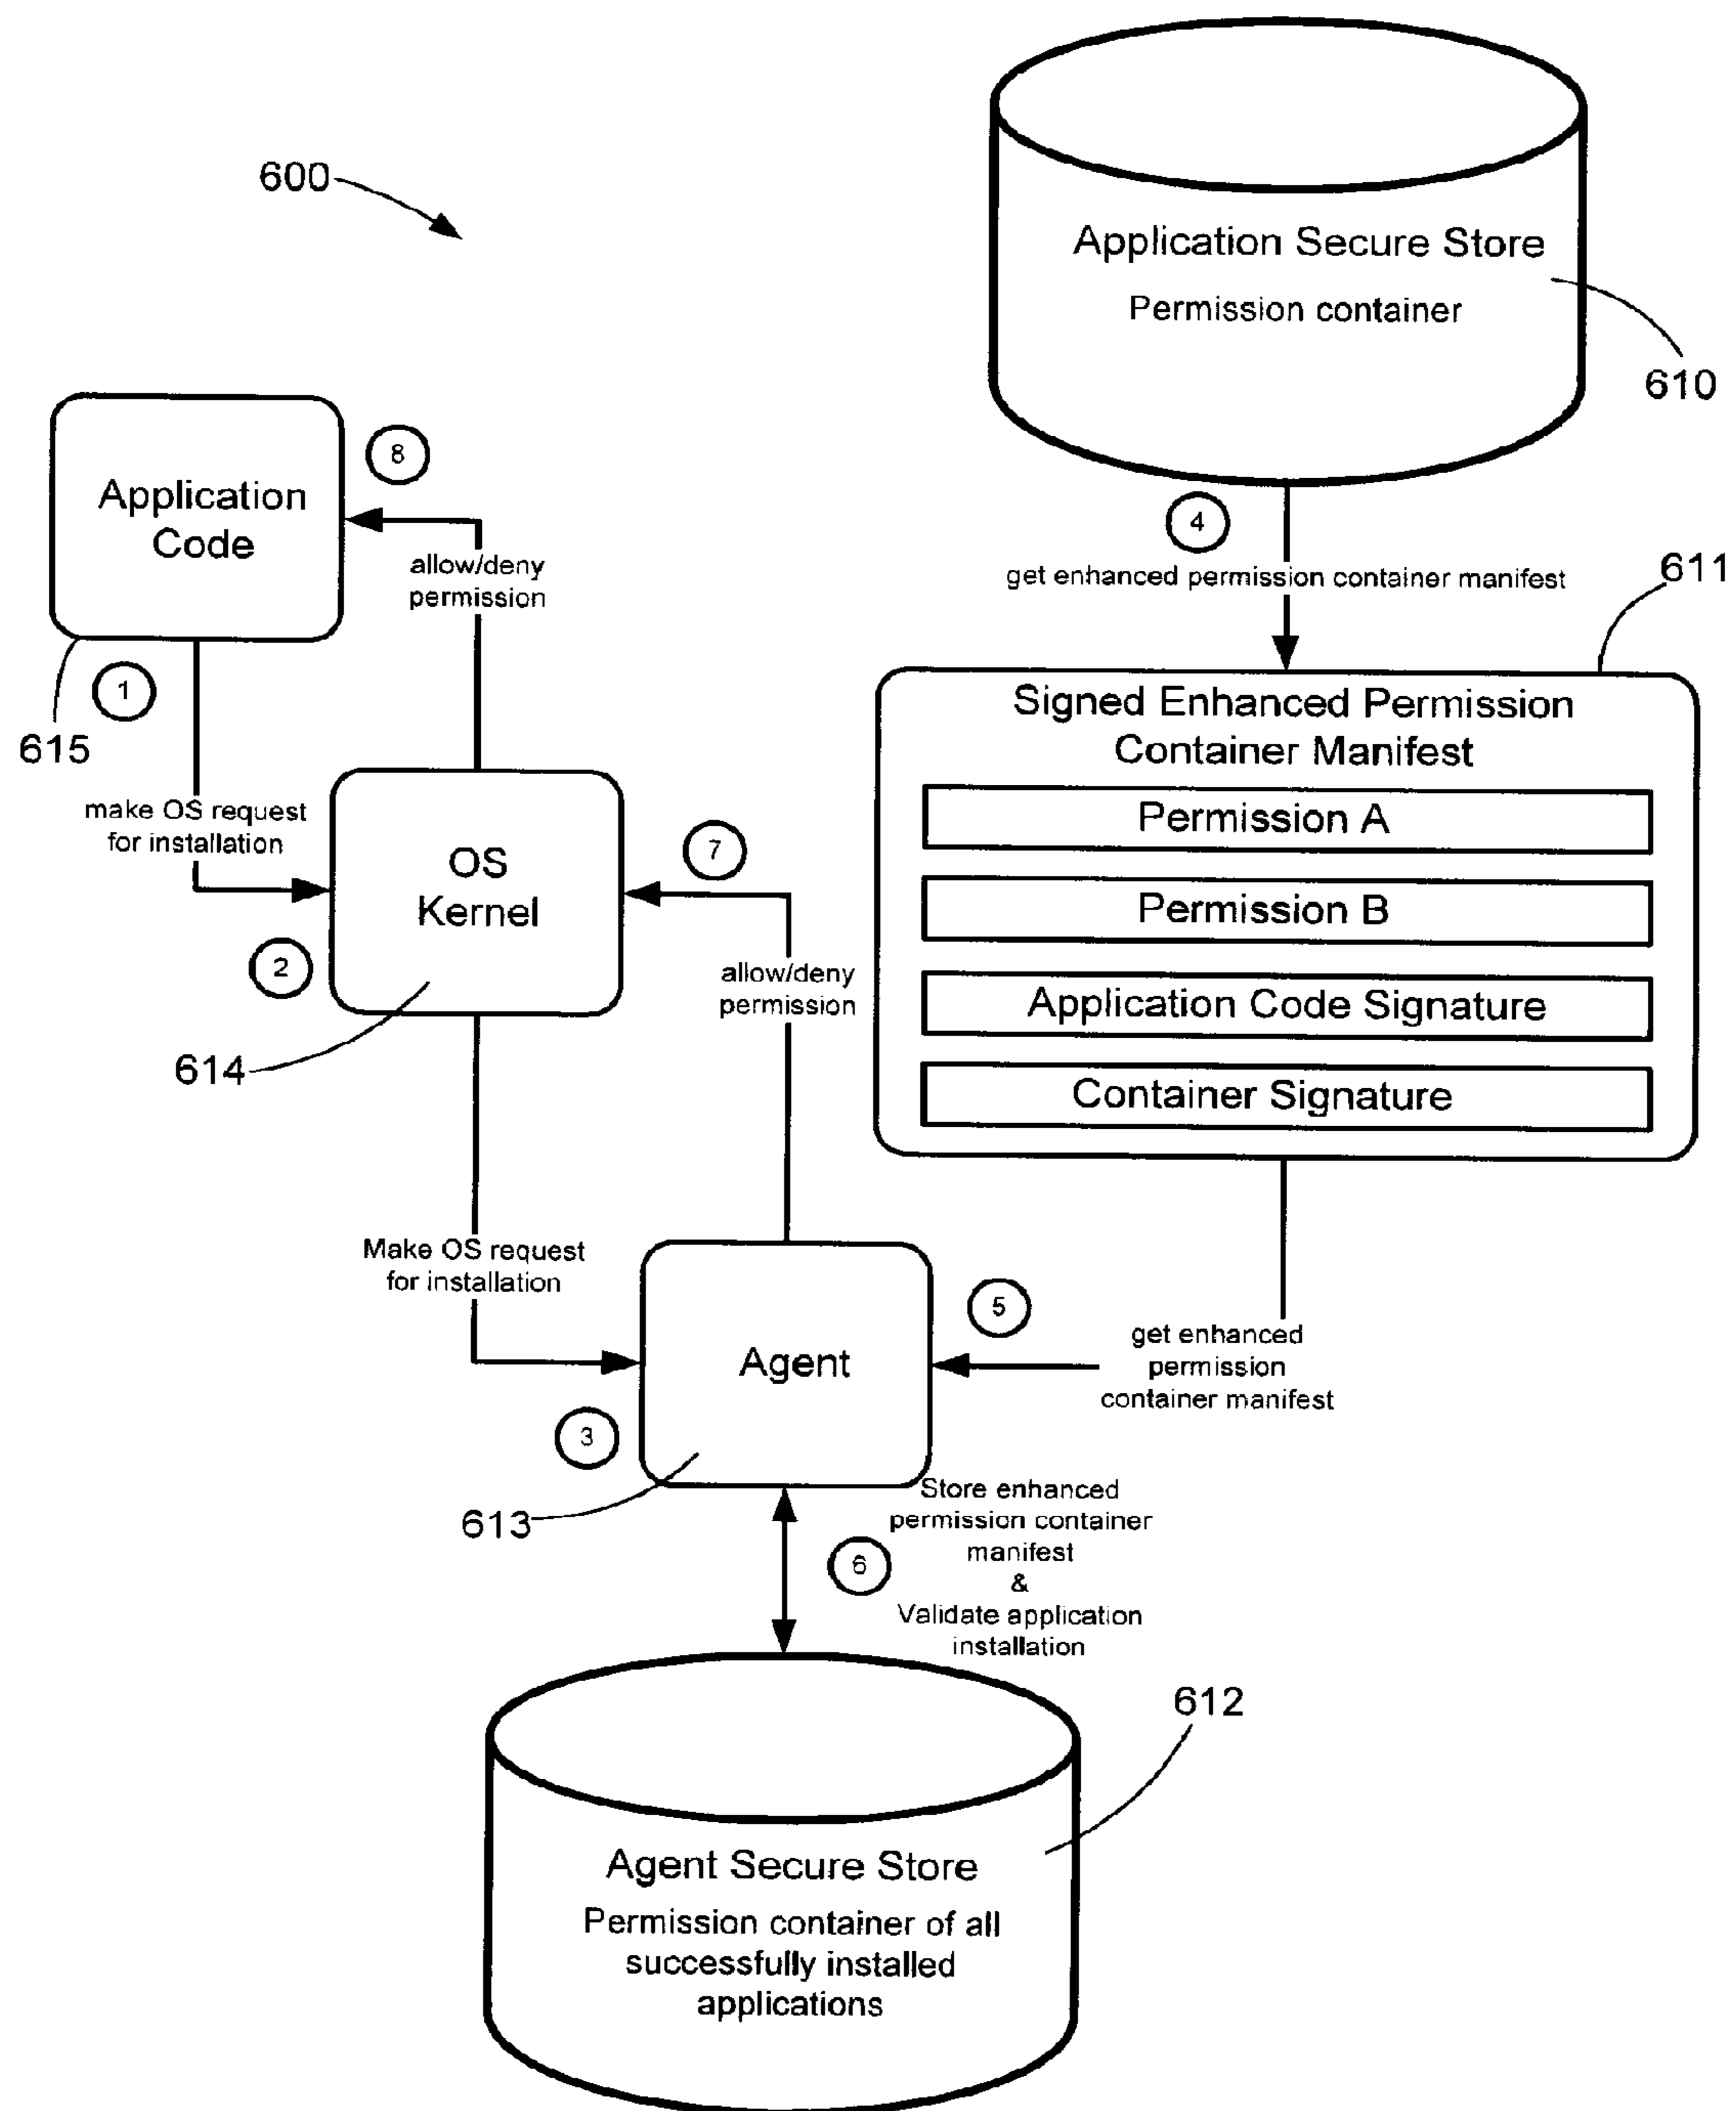 600
Application Secure Store
Permission container
610
Application
Code
8
allow/deny
permission
4
get enhanced permission container manifest
611
1
615
make OS request
for installation
OS
Kernel
2
614
7
allow/deny
permission
Signed Enhanced Permission
Container Manifest
Permission A
Permission B
Application Code Signature
Container Signature
Make OS request
for installation
Agent
3
613
5
get enhanced
permission
container manifest
6
Store enhanced
permission container
manifest
&
Validate application
installation
612
Agent Secure Store
Permission container of all
successfully installed
applications